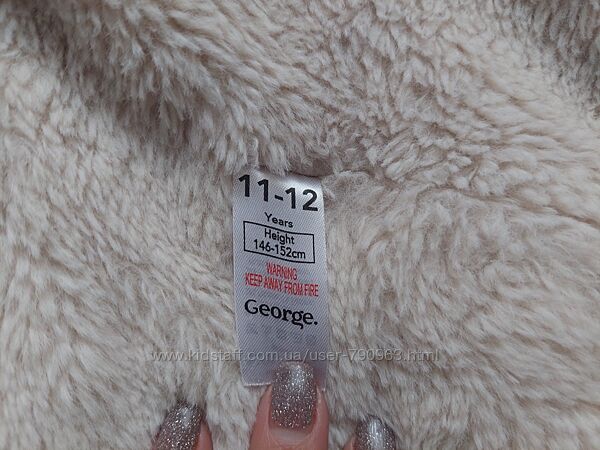 11-12
Years
Height
146-152cm
WARNING
KEEP AWAY FROM FIRE
George.
www.kidstaff.com.ua/user-790963.html